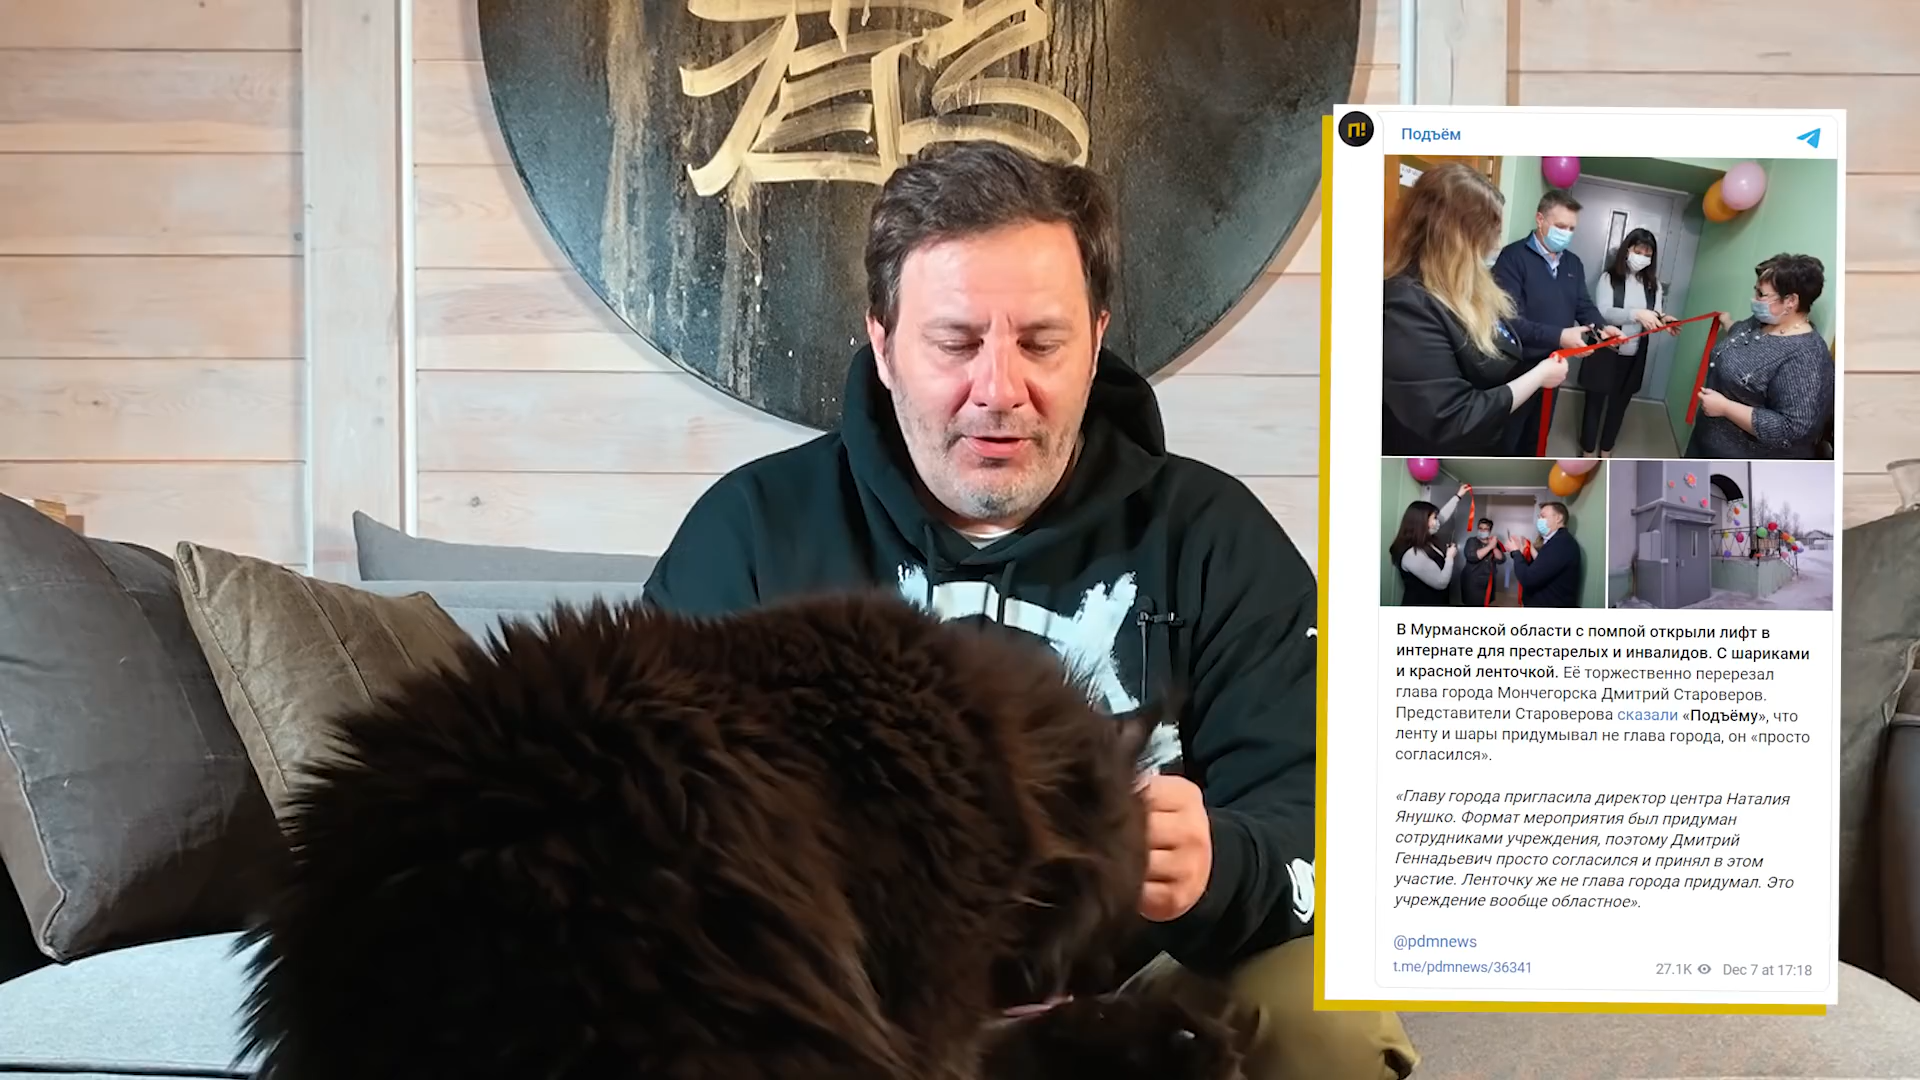 П!
Подъём
В Мурманской области с помпой открыли лифт в
интернате для престарелых и инвалидов. С шариками
и красной ленточкой. Её торжественно перерезал
глава города Мончегорска Дмитрий Староверов.
Представители Староверова сказали «Подъёму», что
ленту и шары придумывал не глава города, он «просто
согласился».
«Главу города пригласила директор центра Наталия
Янушко. Формат мероприятия был придуман
сотрудниками учреждения, поэтому Дмитрий
Геннадьевич просто согласился и принял в этом
участие. Ленточку же не глава города придумал. Это
учреждение вообще областное».
@pdmnews
t.me/pdmnews/36341
27.1K Dec 7 at 17:18